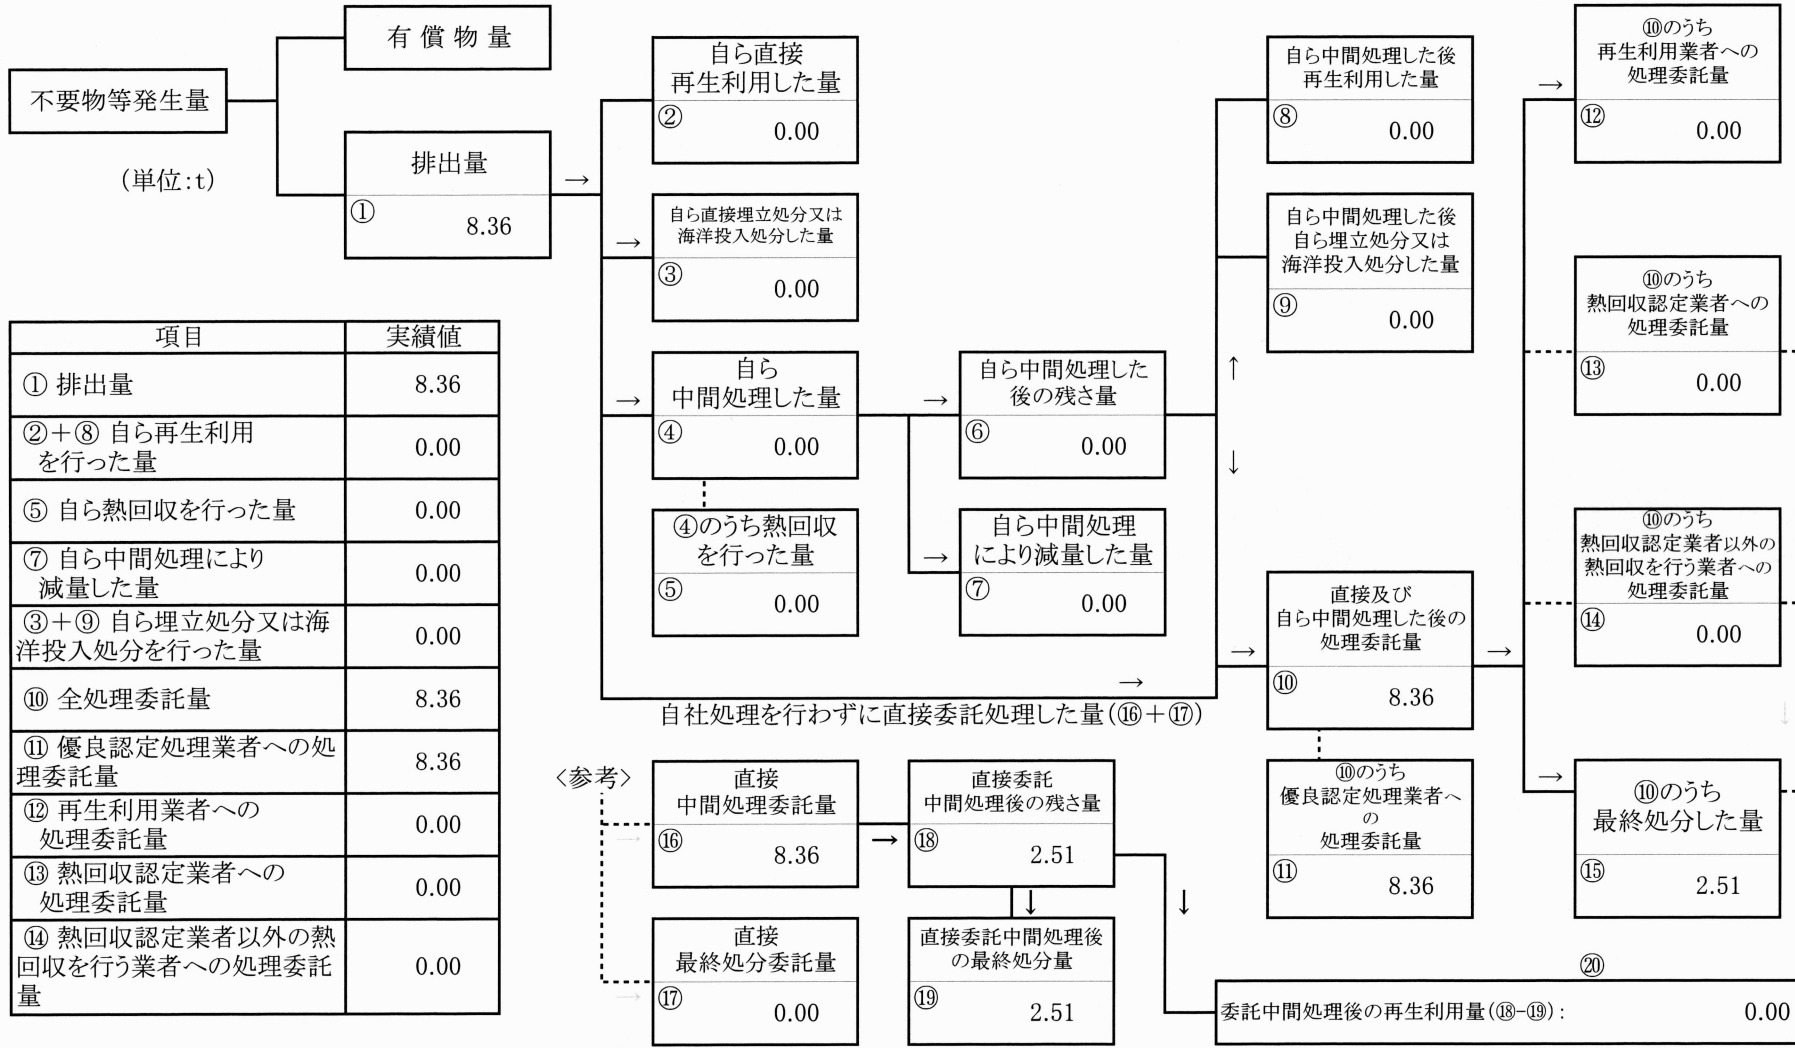 有償物量
不要物等発生量
(単位:t)
排出量
①
8.36
→
自ら直接
再生利用した量
②
0.00
→
自ら直接埋立処分又は
海洋投入処分した量
③
0.00
→
自ら
中間処理した量
④
0.00
④のうち熱回収
を行った量
⑤
0.00
→
自ら中間処理した
後の残さ量
⑥
0.00
→
自ら中間処理
により減量した量
⑦
0.00
↑
↓
自ら中間処理した後
再生利用した量
⑧
0.00
自ら中間処理した後
自ら埋立処分又は
海洋投入処分した量
⑨
0.00
→
自社処理を行わずに直接委託処理した量(⑯+⑰)
→
直接及び
自ら中間処理した後の
処理委託量
⑩
8.36
⑩のうち
優良認定処理業者へ
の
処理委託量
⑪
8.36
→
→
⑩のうち
再生利用業者への
処理委託量
⑫
0.00
⑩のうち
熱回収認定業者への
処理委託量
⑬
0.00
⑩のうち
熱回収認定業者以外の
熱回収を行う業者への
処理委託量
⑭
0.00
↓
→
⑩のうち
最終処分した量
⑮
2.51
項目 実績値
① 排出量 8.36
②+⑧ 自ら再生利用
を行った量 0.00
⑤ 自ら熱回収を行った量 0.00
⑦ 自ら中間処理により
減量した量 0.00
③+⑨ 自ら埋立処分又は海
洋投入処分を行った量 0.00
⑩ 全処理委託量 8.36
⑪ 優良認定処理業者への処
理委託量 8.36
⑫ 再生利用業者への
処理委託量 0.00
⑬ 熱回収認定業者への
処理委託量 0.00
⑭ 熱回収認定業者以外の熱
回収を行う業者への処理委託
量 0.00
<参考>
→
直接
中間処理委託量
⑯
8.36
→
直接委託
中間処理後の残さ量
⑱
2.51
↓
↓
→
直接
最終処分委託量
⑰
0.00
直接委託中間処理後
の最終処分量
⑲
2.51
⑳
委託中間処理後の再生利用量(⑱-⑲): 0.00